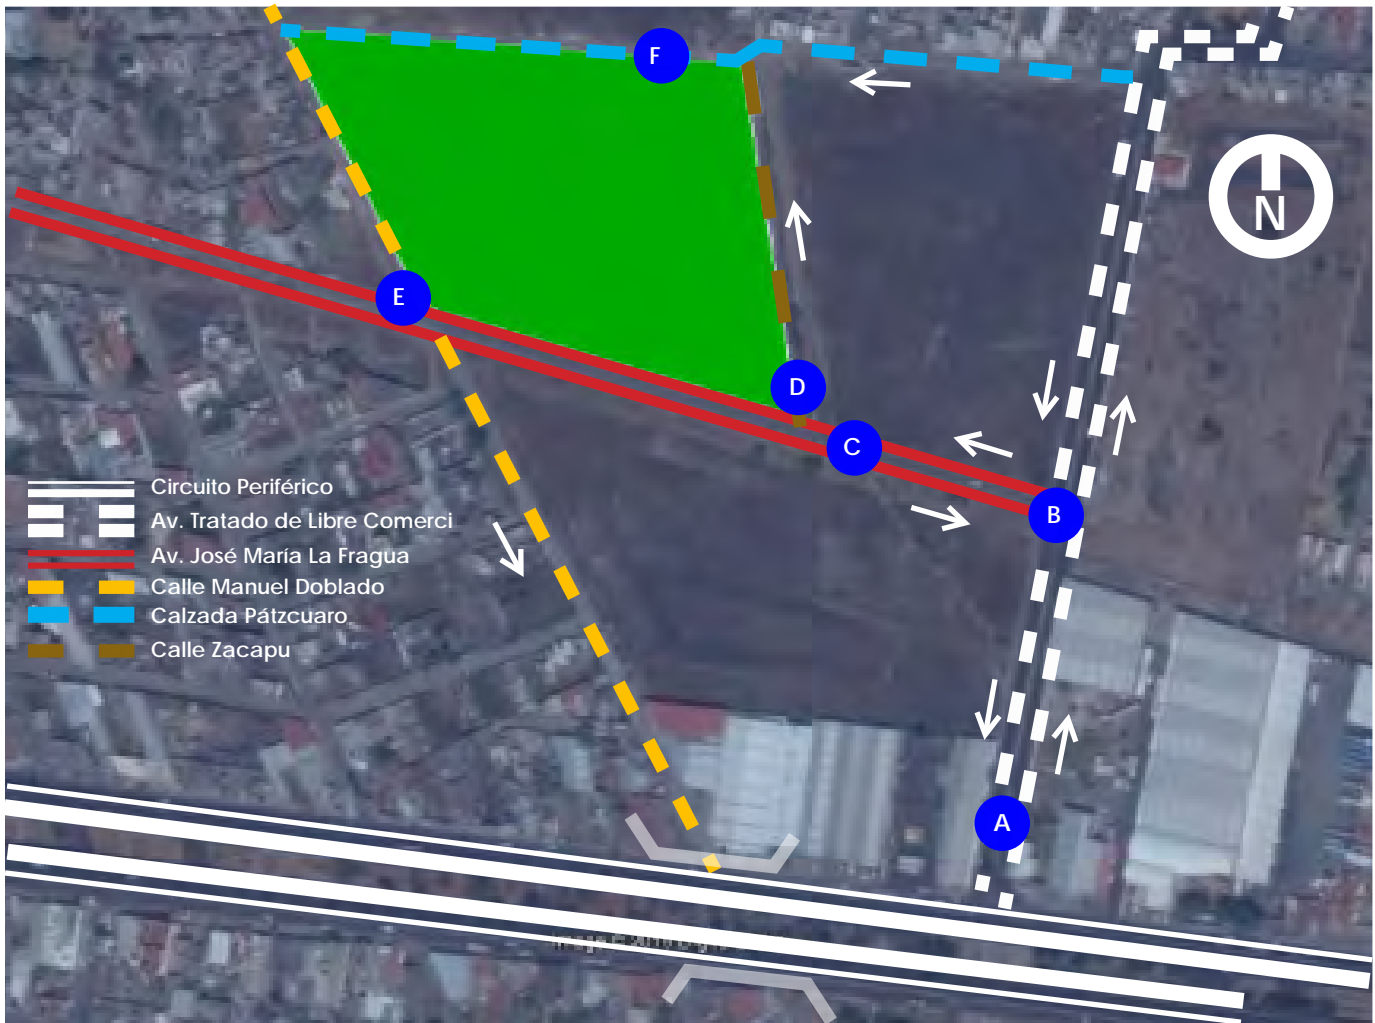 F
N
E
D
C
B
Circuito Periférico
Av. Tratado de Libre Comerci
Av. José María La Fragua
Calle Manuel Doblado
Calzada Pátzcuaro
Calle Zacapu
A